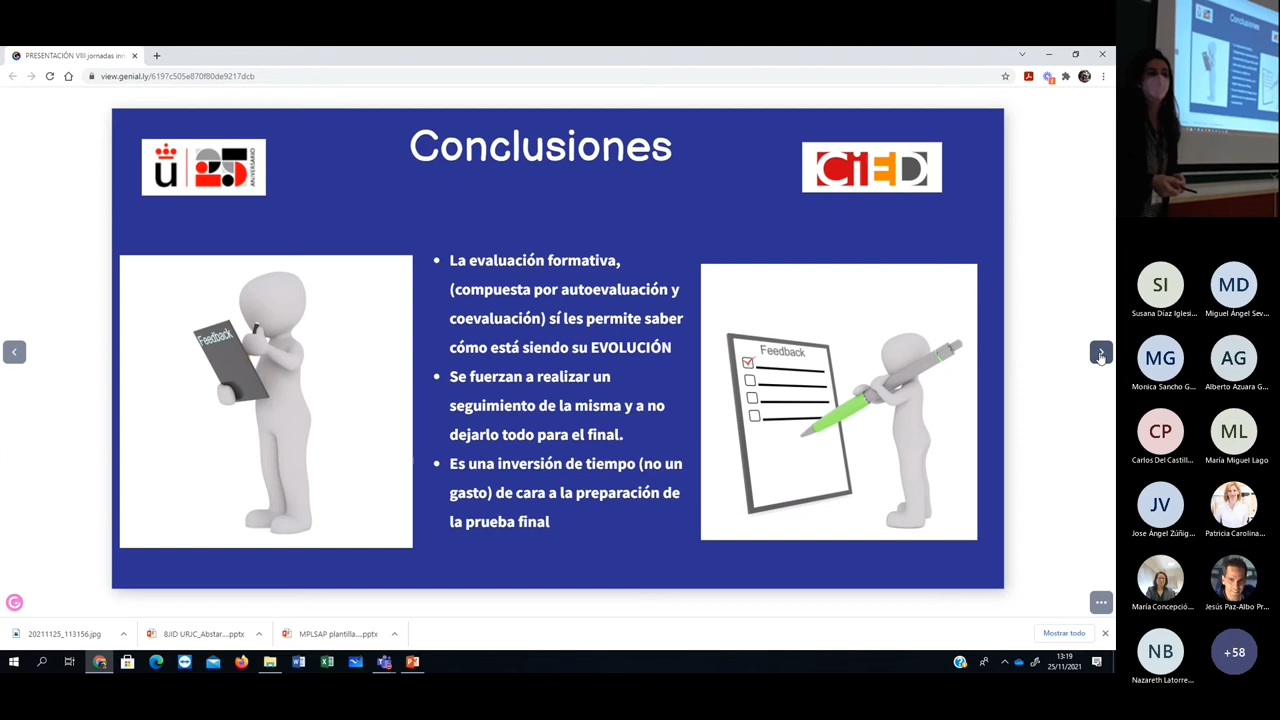 PRESENTACIÓN VIII jornadas inn
view.genial.ly/6197c505e870f80de9217dcb
Conclusiones
ü 25 ANIVERSARIO
CiED
La evaluación formativa,
(compuesta por autoevaluación y
coevaluación) sí les permite saber
cómo está siendo su EVOLUCIÓN
Se fuerzan a realizar un
seguimiento de la misma y a no
dejarlo todo para el final.
Es una inversión de tiempo (no un
gasto) de cara a la preparación de
la prueba final
Feedback
Feedback
20211125_113156.jpg
8JID URJC_Abstar....pptx
MPLSAP plantilla....pptx
Mostrar todo
13:19
25/11/2021
Conclusiones
SI
MD
Susana Díaz Iglesi...
Miguel Ángel Sev...
MG
AG
Monica Sancho G...
Alberto Azuara G...
CP
ML
Carlos Del Castill...
María Miguel Lago
JV
Jose Ángel Zúñig...
Patricia Carolina...
María Concepció...
Jesús Paz-Albo Pr...
NB
+58
Nazareth Latorre...